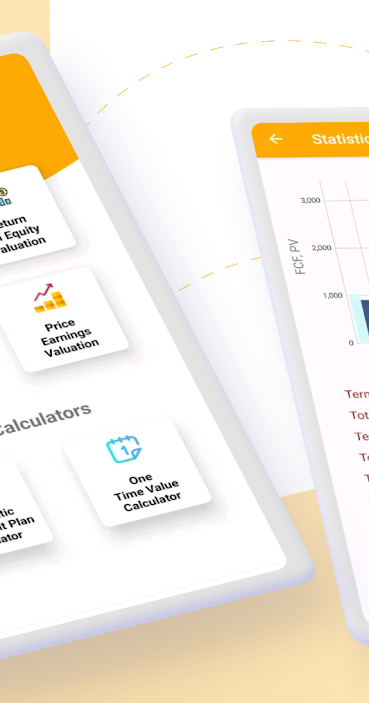 eturn
Equity
aluation
Price
Earnings
Valuation
Calculators
One
Time Value
Calculator
tic
t Plan
ator
Statistic
3,000
2,000
1,000
0
FCF, PV
Tern
Tot
Te
To